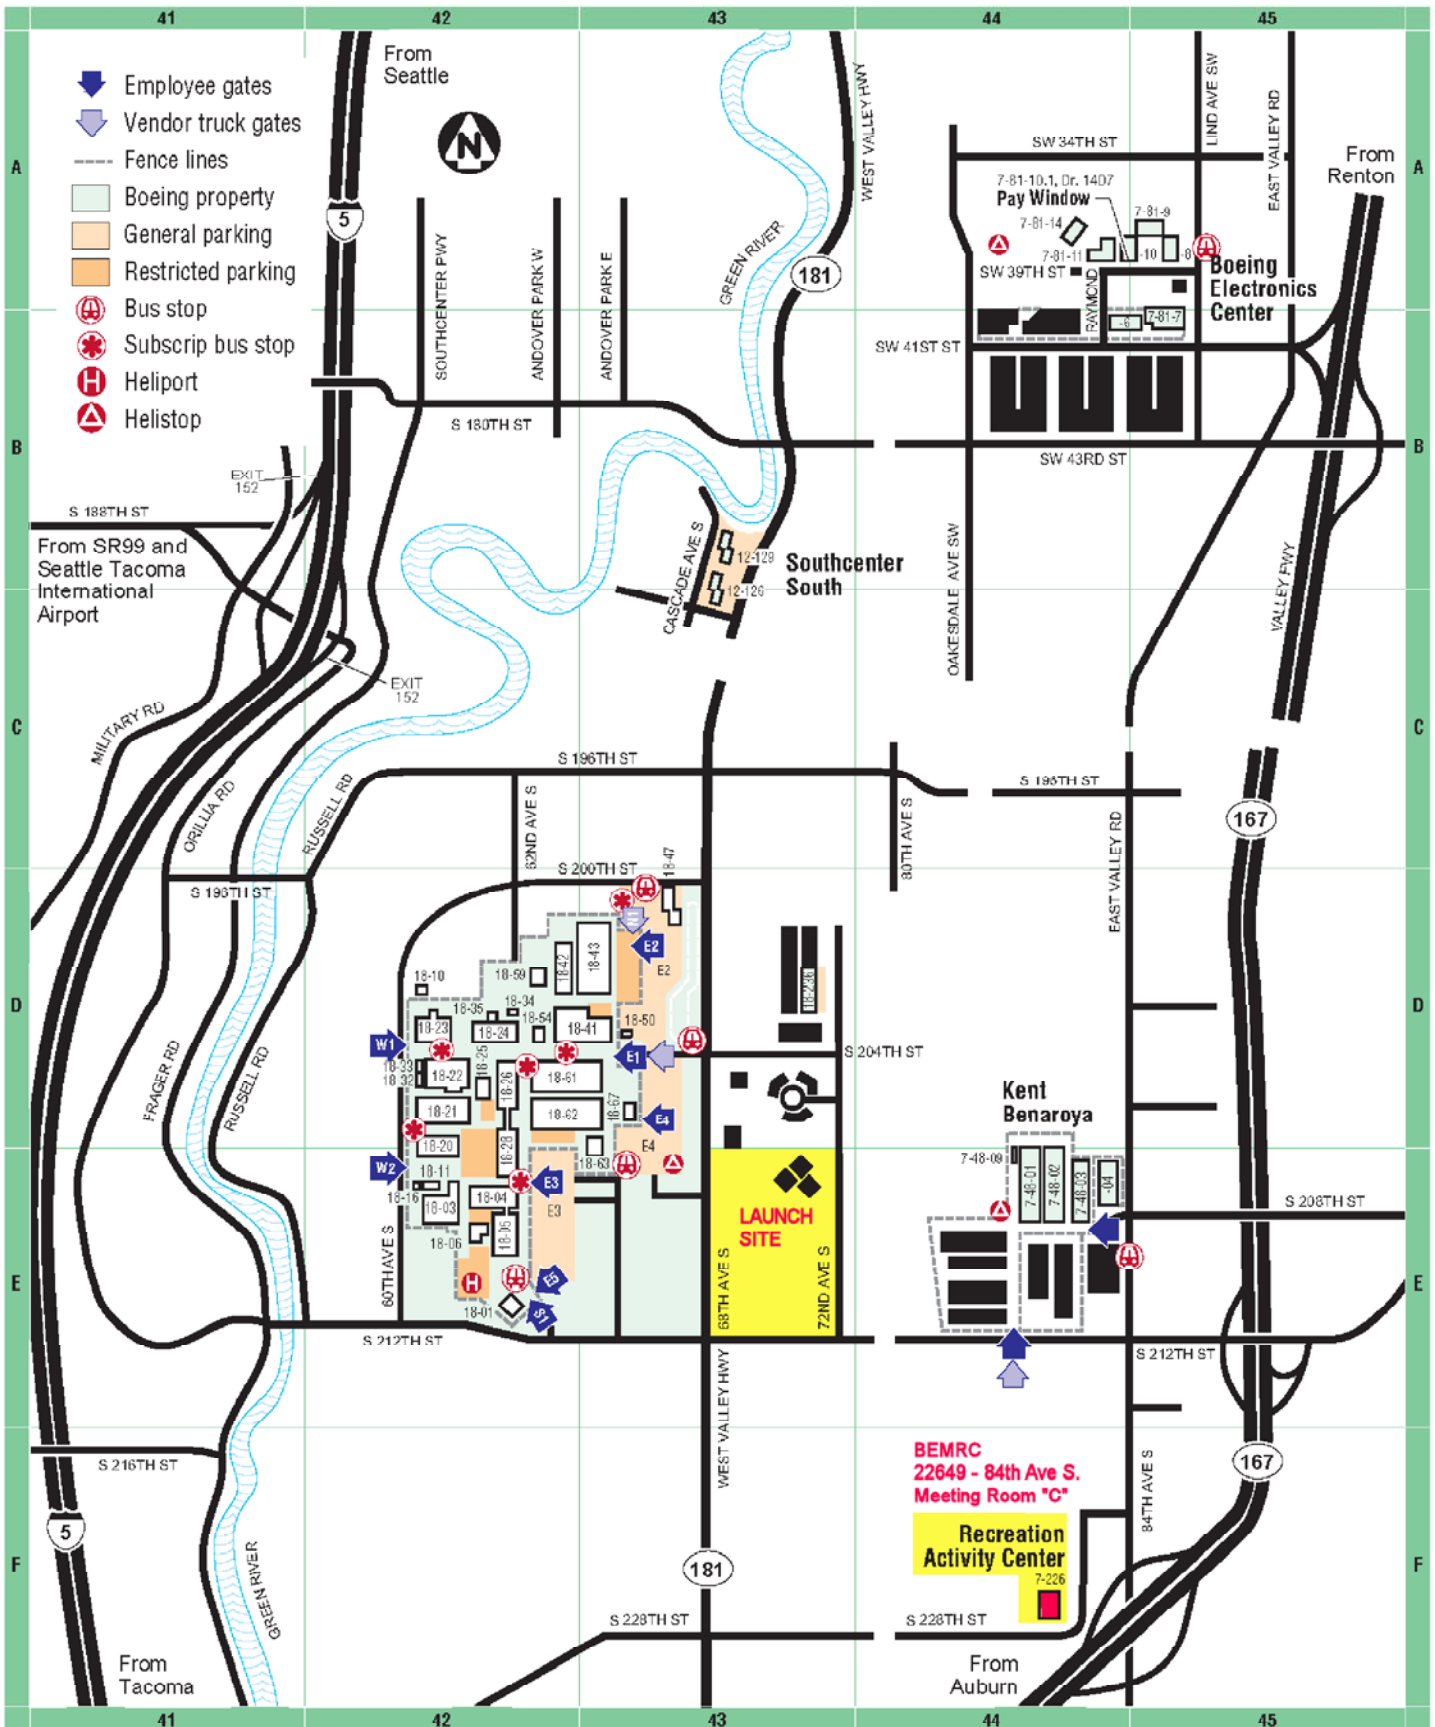 41
42
43
44
45
Employee gates
Vendor truck gates
Fence lines
Boeing property
General parking
Restricted parking
Bus stop
Subscrip bus stop
H
Heliport
Helistop
From
Seattle
N
5
SOUTHCENTER PWY
ANDOVER PARK W
ANDOVER PARK E
GREEN RIVER
WEST VALLEY HWY
181
A
A
SW 34TH ST
LIND AVE SW
EAST VALLEY RD
From
Renton
7-81-10.1, Dr. 1407
Pay Window
7-81-14
7-81-9
7-81-11
-10
-8
SW 39TH ST
RAYMOND
Boeing
Electronics
Center
-6
7-81-7
SW 41ST ST
S 180TH ST
SW 43RD ST
B
B
EXIT
152
S 188TH ST
From SR99 and
Seattle Tacoma
International
Airport
CASCADE AVE S
12-129
12-126
Southcenter
South
OAKESDALE AVE SW
VALLEY FWY
EXIT
152
MILITARY RD
C
C
ORILLIA RD
RUSSELL RD
S 196TH ST
S 196TH ST
62ND AVE S
80TH AVE S
EAST VALLEY RD
167
S 196TH ST
S 200TH ST
18-47
E2
E2
18-43
18-42
18-59
18-10
18-35
18-34
18-54
18-50
18-23
18-24
18-41
D
D
W1
E1
18-25
18-33
18-32
18-22
18-26
18-61
S 204TH ST
FRAGER RD
RUSSELL RD
18-21
18-62
18-67
E4
E4
18-20
18-28
18-63
W2
18-11
18-16
18-03
18-04
E3
E3
18-05
18-06
60TH AVE S
H
E5
18-01
S1
S 212TH ST
LAUNCH
SITE
68TH AVE S
72ND AVE S
Kent
Benaroya
7-48-09
7-48-01
7-48-02
7-48-03
-04
S 208TH ST
E
E
S 212TH ST
WEST VALLEY HWY
S 216TH ST
5
GREEN RIVER
181
BEMRC
22649 - 84th Ave S.
Meeting Room "C"
84TH AVE S
167
Recreation
Activity Center
7-226
F
F
S 228TH ST
S 228TH ST
From
Tacoma
From
Auburn
41
42
43
44
45